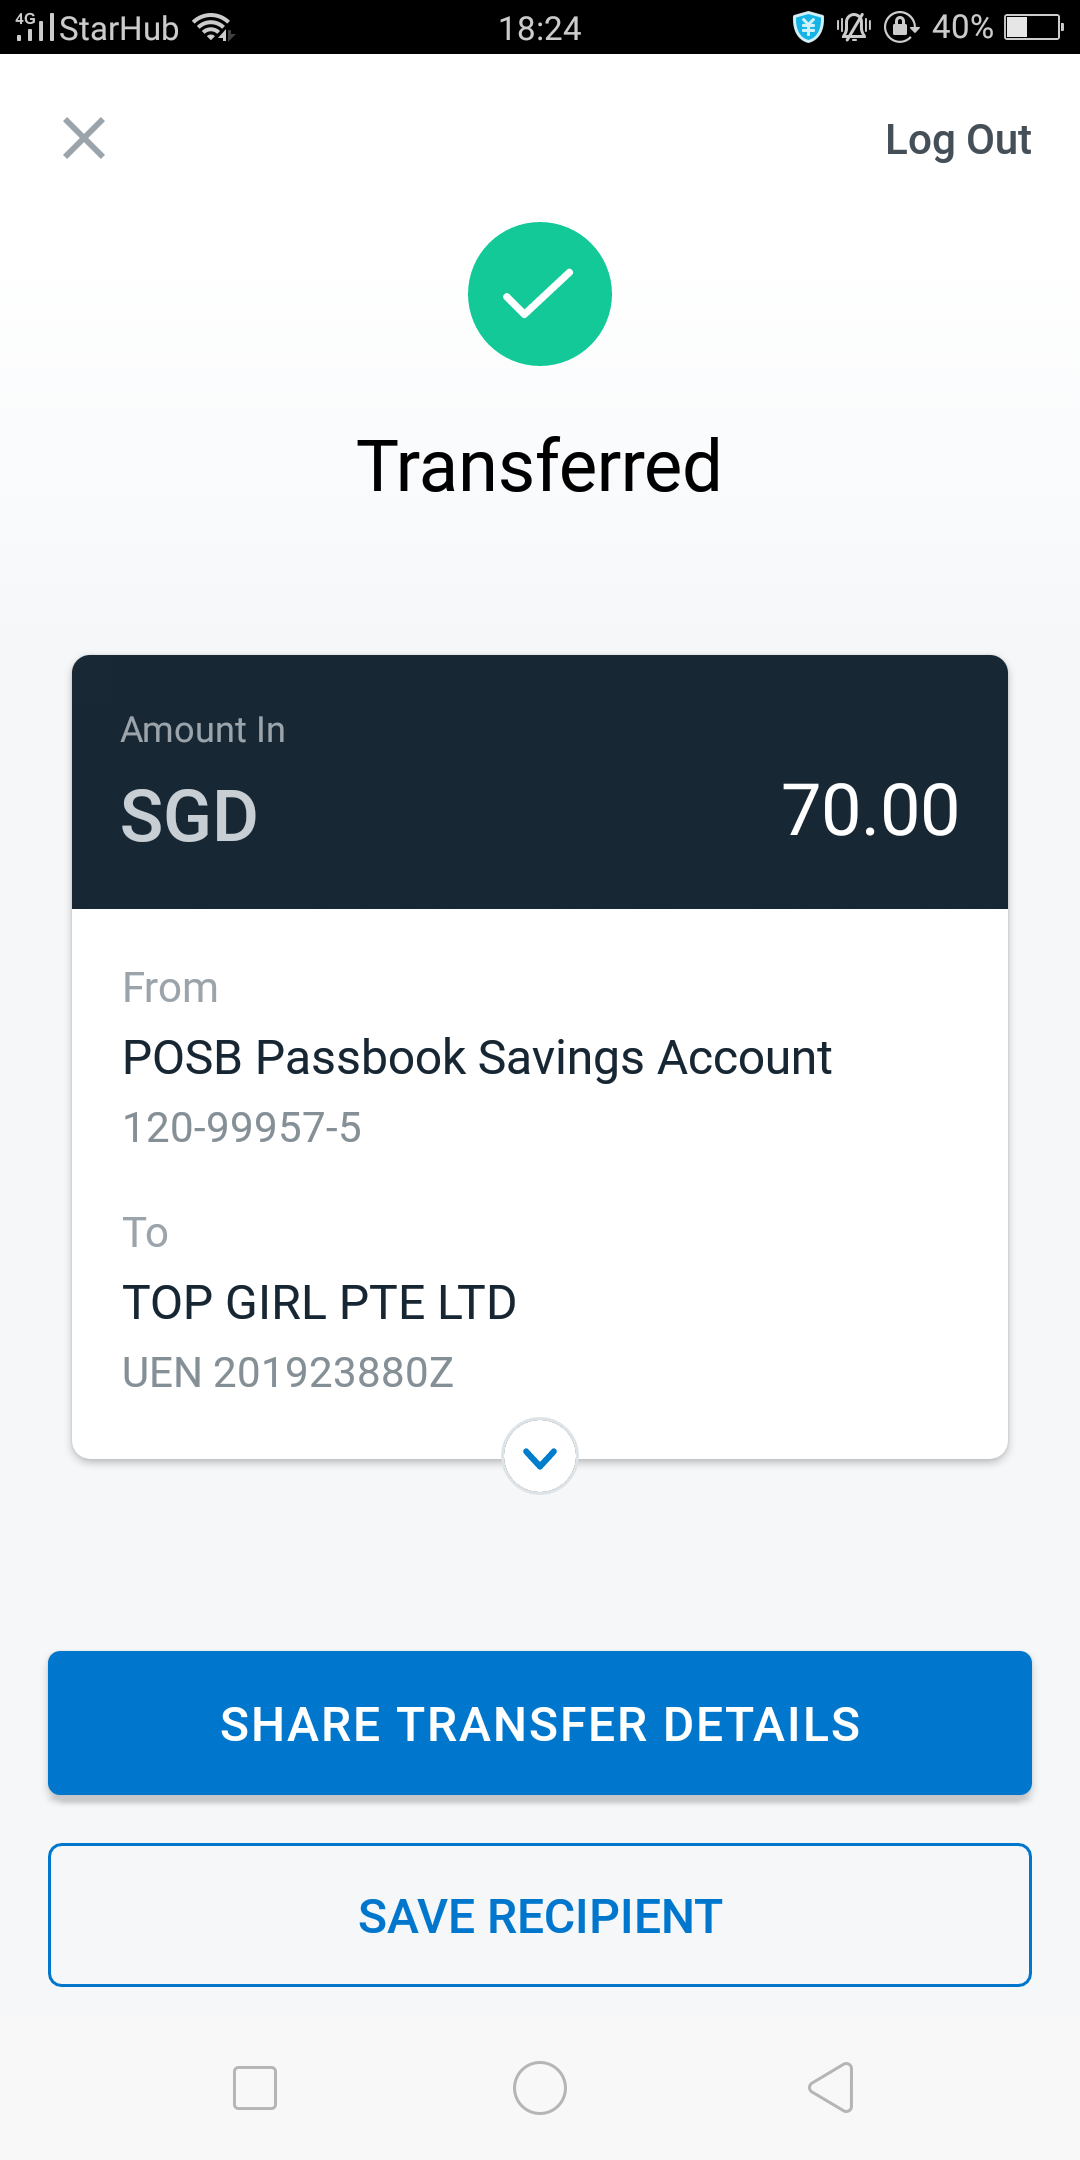 4G StarHub 18:24 40%
Log Out
Transferred
Amount In
SGD 70.00
From
POSB Passbook Savings Account
120-99957-5
To
TOP GIRL PTE LTD
UEN 201923880Z
SHARE TRANSFER DETAILS
SAVE RECIPIENT